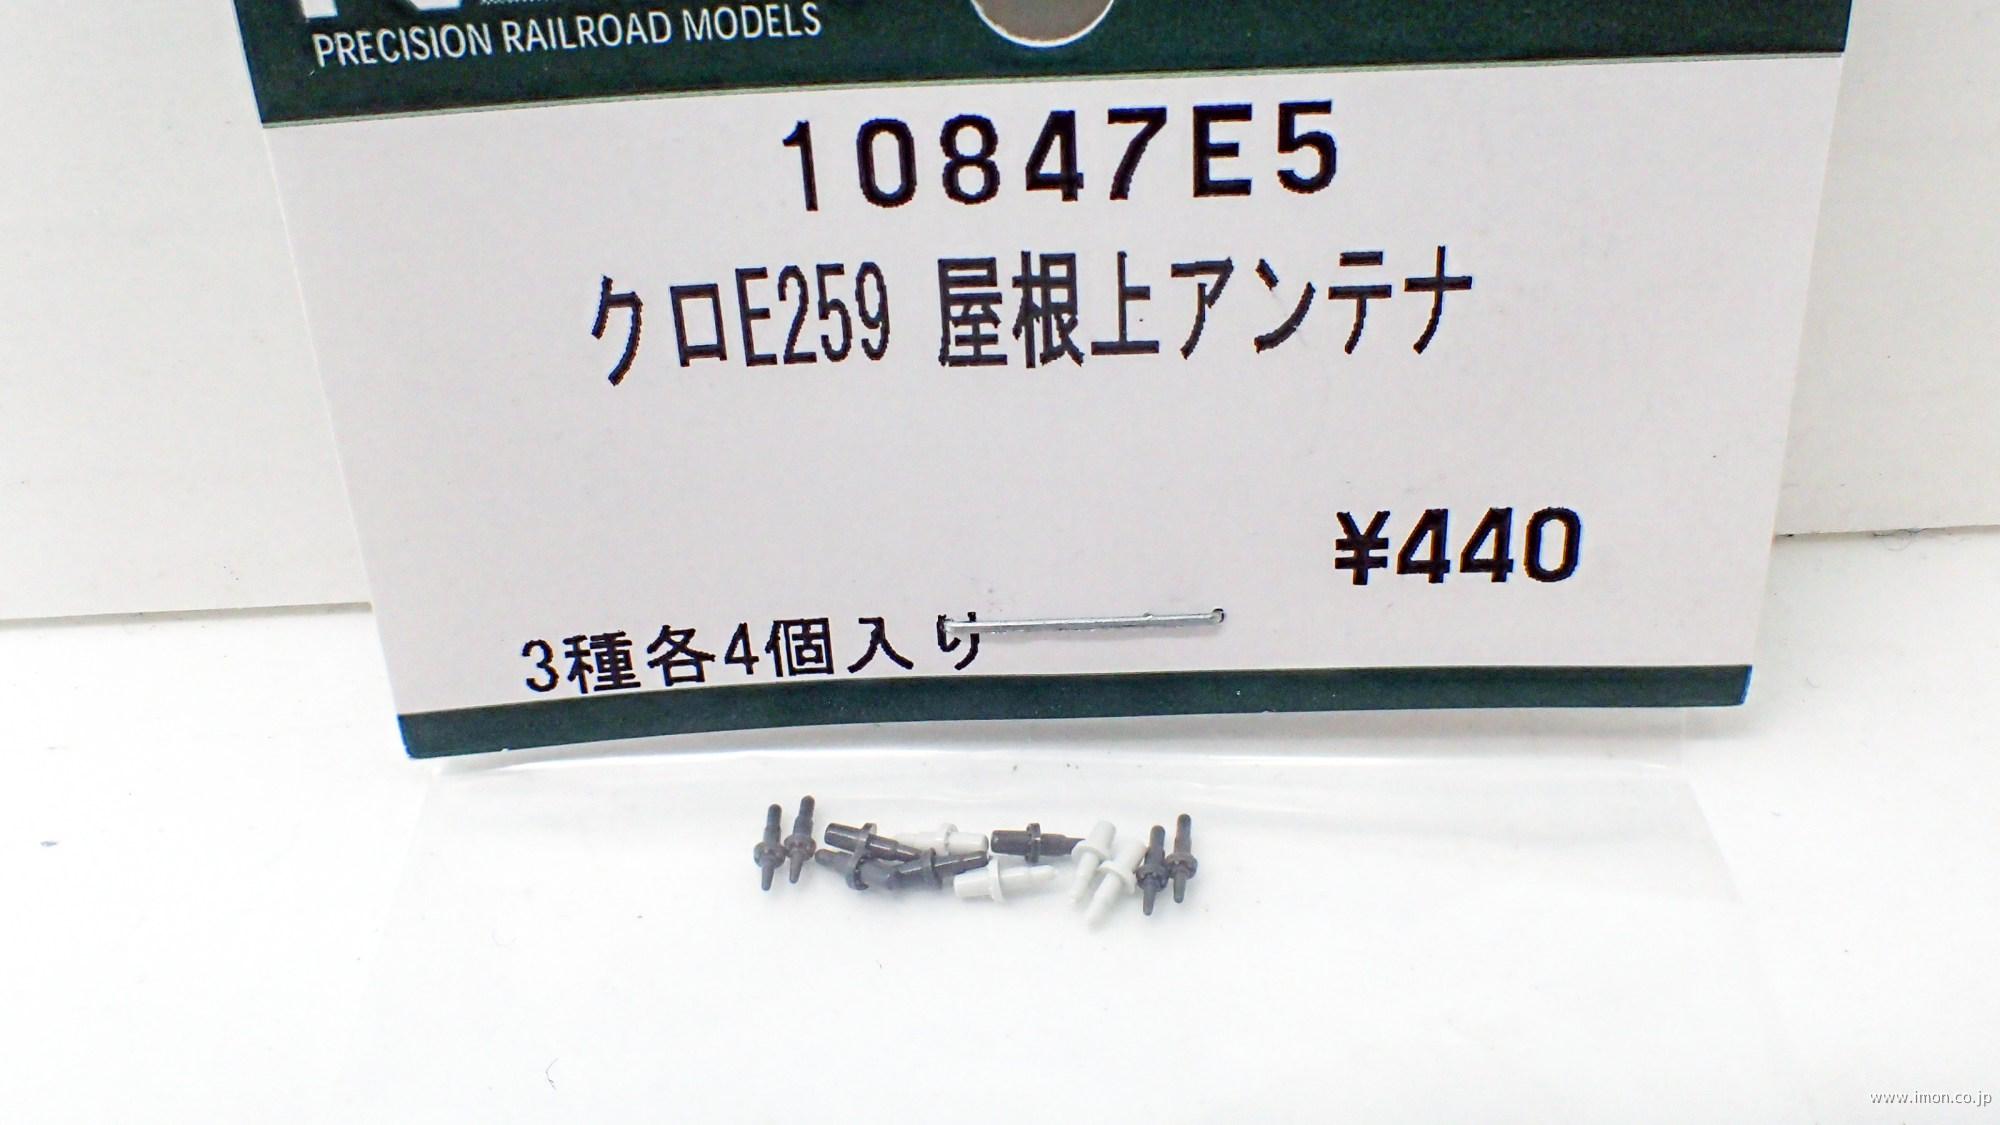 PRECISION RAILROAD MODELS
10847E5
クロE259 屋根上アンテナ
¥440
3種各4個入り
www.imon.co.jp